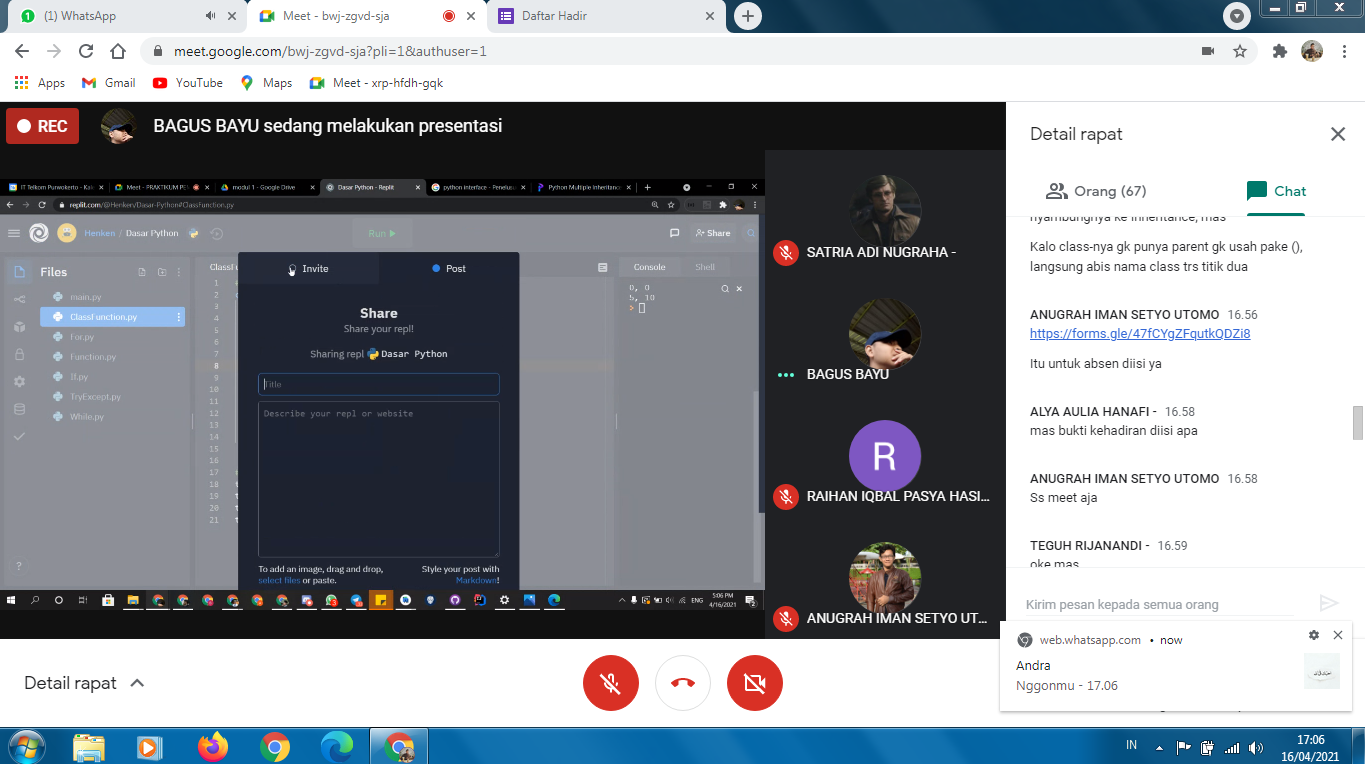 (1) WhatsApp
Meet - bwj-zgvd-sja
Daftar Hadir
meet.google.com/bwj-zgvd-sja?pli=1&authuser=1
Apps
Gmail
YouTube
Maps
Meet - xrp-hfdh-gqk
REC
BAGUS BAYU sedang melakukan presentasi
IT Telkom Purwokerto - Kal
Meet - PRAKTIKUM PE
modul 1 - Google Drive
Dasar Python - Replit
python interface - Penelus
Python Multiple Inheritanc
replit.com/@Henken/Dasar-Python#ClassFunction.py
Henken / Dasar Python
Run
Share
Files
main.py
ClassFunction.py
For.py
Function.py
If.py
TryExcept.py
While.py
ClassF
1
2
3
4
5
6
7
8
9
10
11
12
13
14
15
16
17
18
19
20
21
Invite
Post
Share
Share your repl!
Sharing repl Dasar Python
Title
Describe your repl or website
To add an image, drag and drop,
select files or paste.
Style your post with
Markdown!
Console
Shell
0, 0
5, 10
>
?
ENG
5:06 PM
4/16/2021
SATRIA ADI NUGRAHA -
BAGUS BAYU
R
RAIHAN IQBAL PASYA HASI...
ANUGRAH IMAN SETYO UT...
Detail rapat
Orang (67)
Chat
nyambungnya ke inheritance, mas
Kalo class-nya gk punya parent gk usah pake (),
langsung abis nama class trs titik dua
ANUGRAH IMAN SETYO UTOMO 16.56
https://forms.gle/47fCYgZFqutkQDZi8
Itu untuk absen diisi ya
ALYA AULIA HANAFI - 16.58
mas bukti kehadiran diisi apa
ANUGRAH IMAN SETYO UTOMO 16.58
Ss meet aja
TEGUH RIJANANDI - 16.59
oke mas
Kirim pesan kepada semua orang
web.whatsapp.com • now
Andra
Nggonmu - 17.06
Detail rapat
IN
17:06
16/04/2021